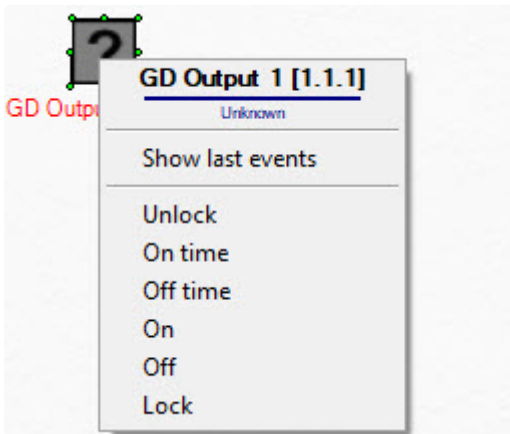 ?
GD Output 1 [1.1.1]
GD Outp
Unknown
Show last events
Unlock
On time
Off time
On
Off
Lock